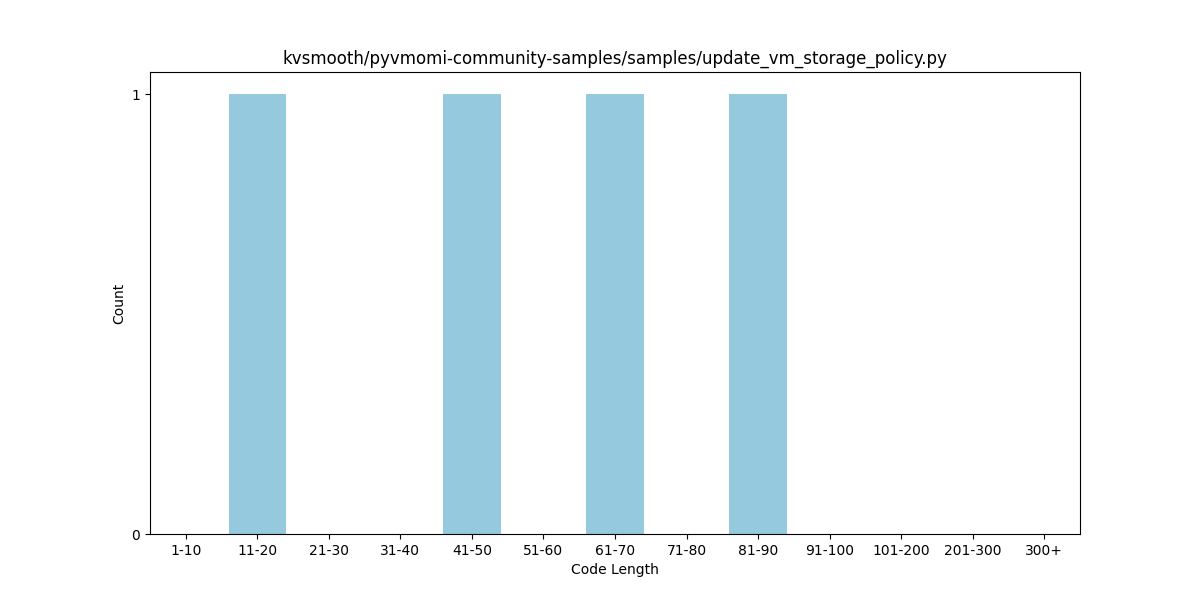 kvsmooth/pyvmomi-community-samples/samples/update_vm_storage_policy.py
1
Count
0
1-10 11-20 21-30 31-40 41-50 51-60 61-70 71-80 81-90 91-100 101-200 201-300 300+
Code Length